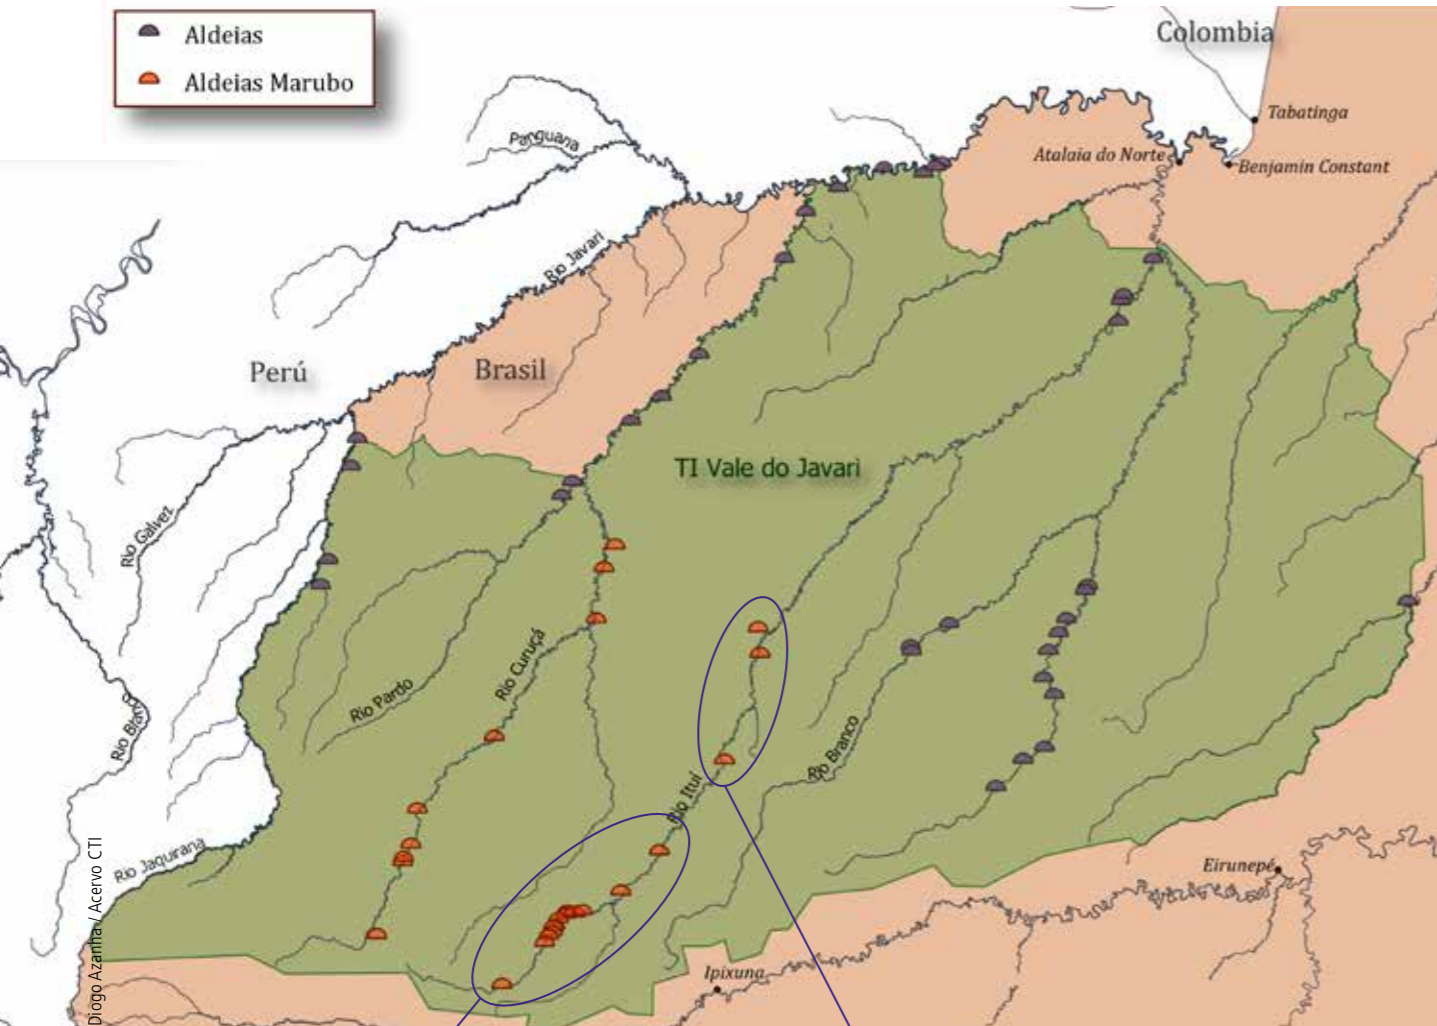 Aldeias
Aldeias Marubo
Colombia
Tabatinga
Panguana
Atalaia do Norte
Benjamin Constant
Rio Javari
Perú
Brasil
TI Vale do Javari
Rio Galvez
Rio Curuçá
Rio Pardo
Rio Blanco
Rio Branco
Rio Ituí
Rio Jaquirana
Eirunepé
Ipixuna
Diogo Azanha / Acervo CTI